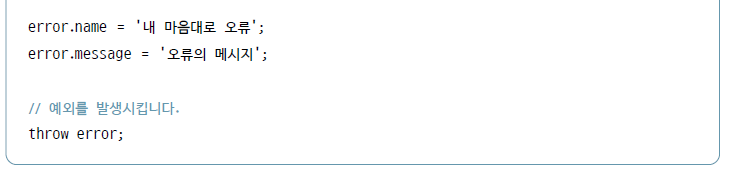 error.name = '내 마음대로 오류';
error.message = '오류의 메시지';
// 예외를 발생시킵니다.
throw error;